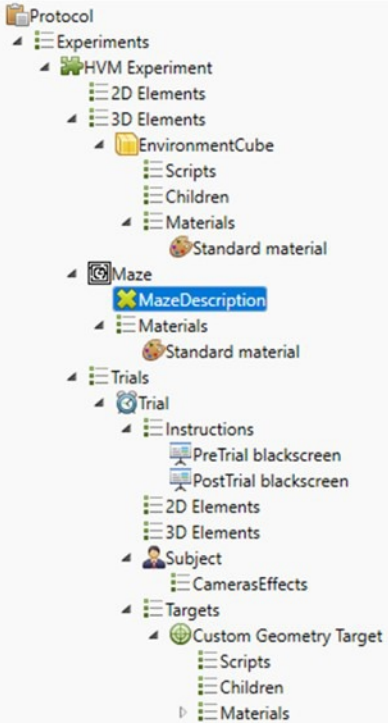 Protocol
Experiments
HVM Experiment
2D Elements
3D Elements
EnvironmentCube
Scripts
Children
Materials
Standard material
Maze
MazeDescription
Materials
Standard material
Trials
Trial
Instructions
PreTrial blackscreen
PostTrial blackscreen
2D Elements
3D Elements
Subject
CamerasEffects
Targets
Custom Geometry Target
Scripts
Children
Materials